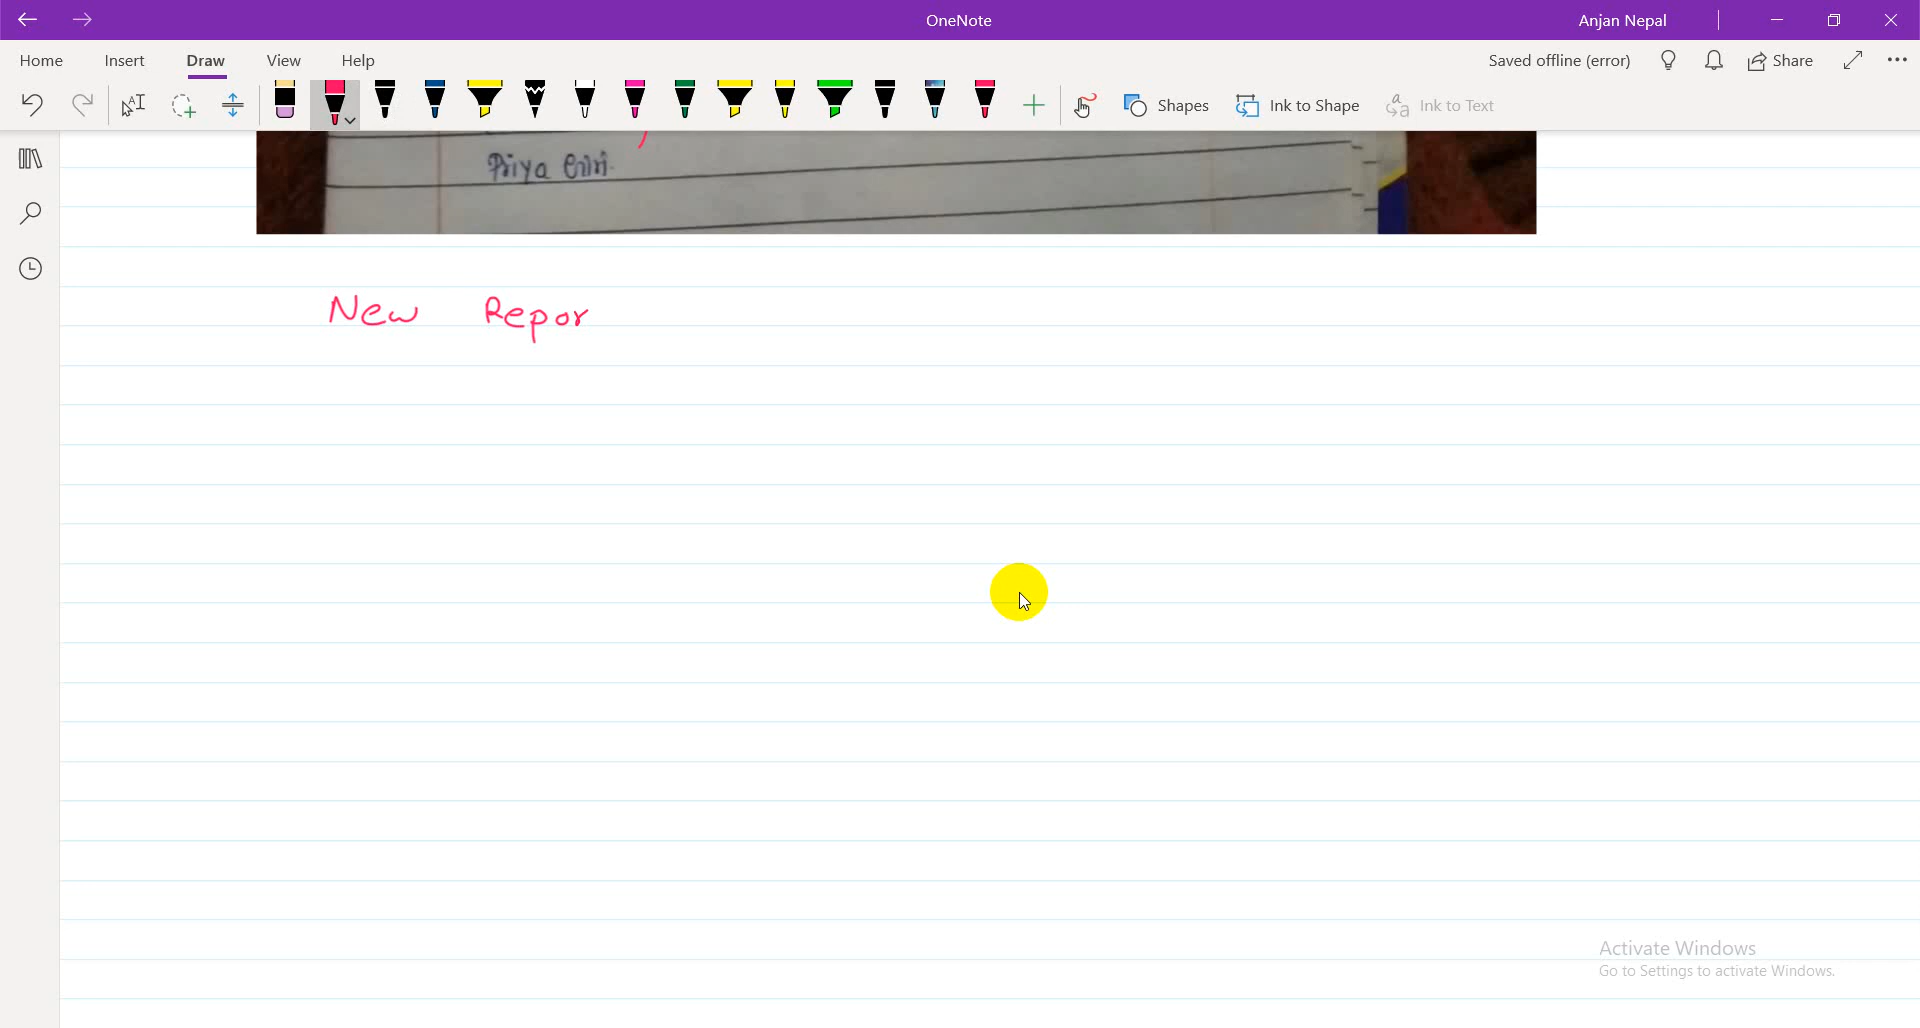 OneNote
Anjan Nepal
Home Insert Draw View Help
Saved offline (error) Share
Shapes Ink to Shape Ink to Text
Priya
New Repor
Activate Windows
Go to Settings to activate Windows.